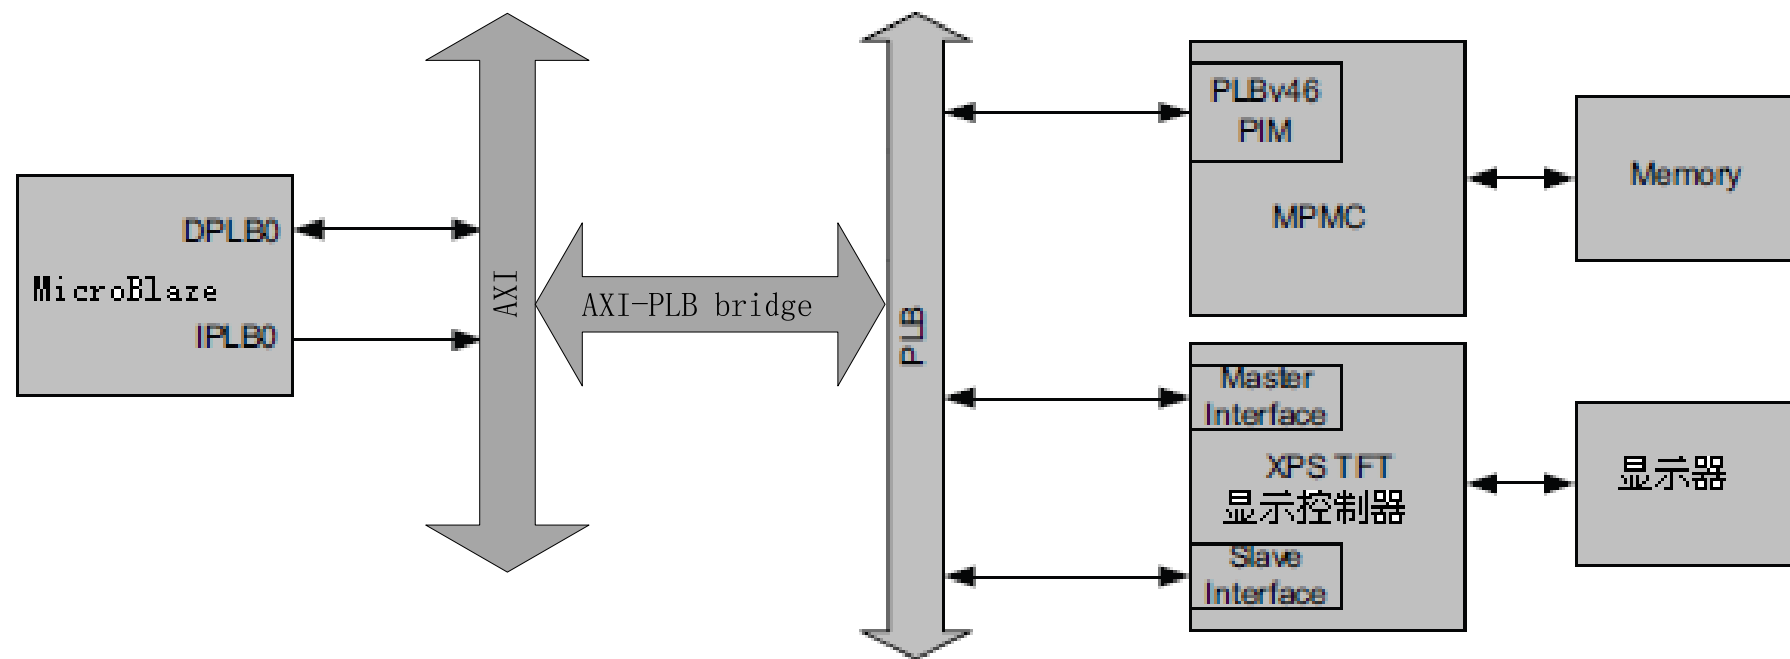 DPLB0
MicroBlaze
IPLB0
AXI
AXI-PLB bridge
PLB
PLBv46
PIM
MPMC
Memory
Master
Interface
XPS TFT
显示控制器
Slave
Interface
显示器